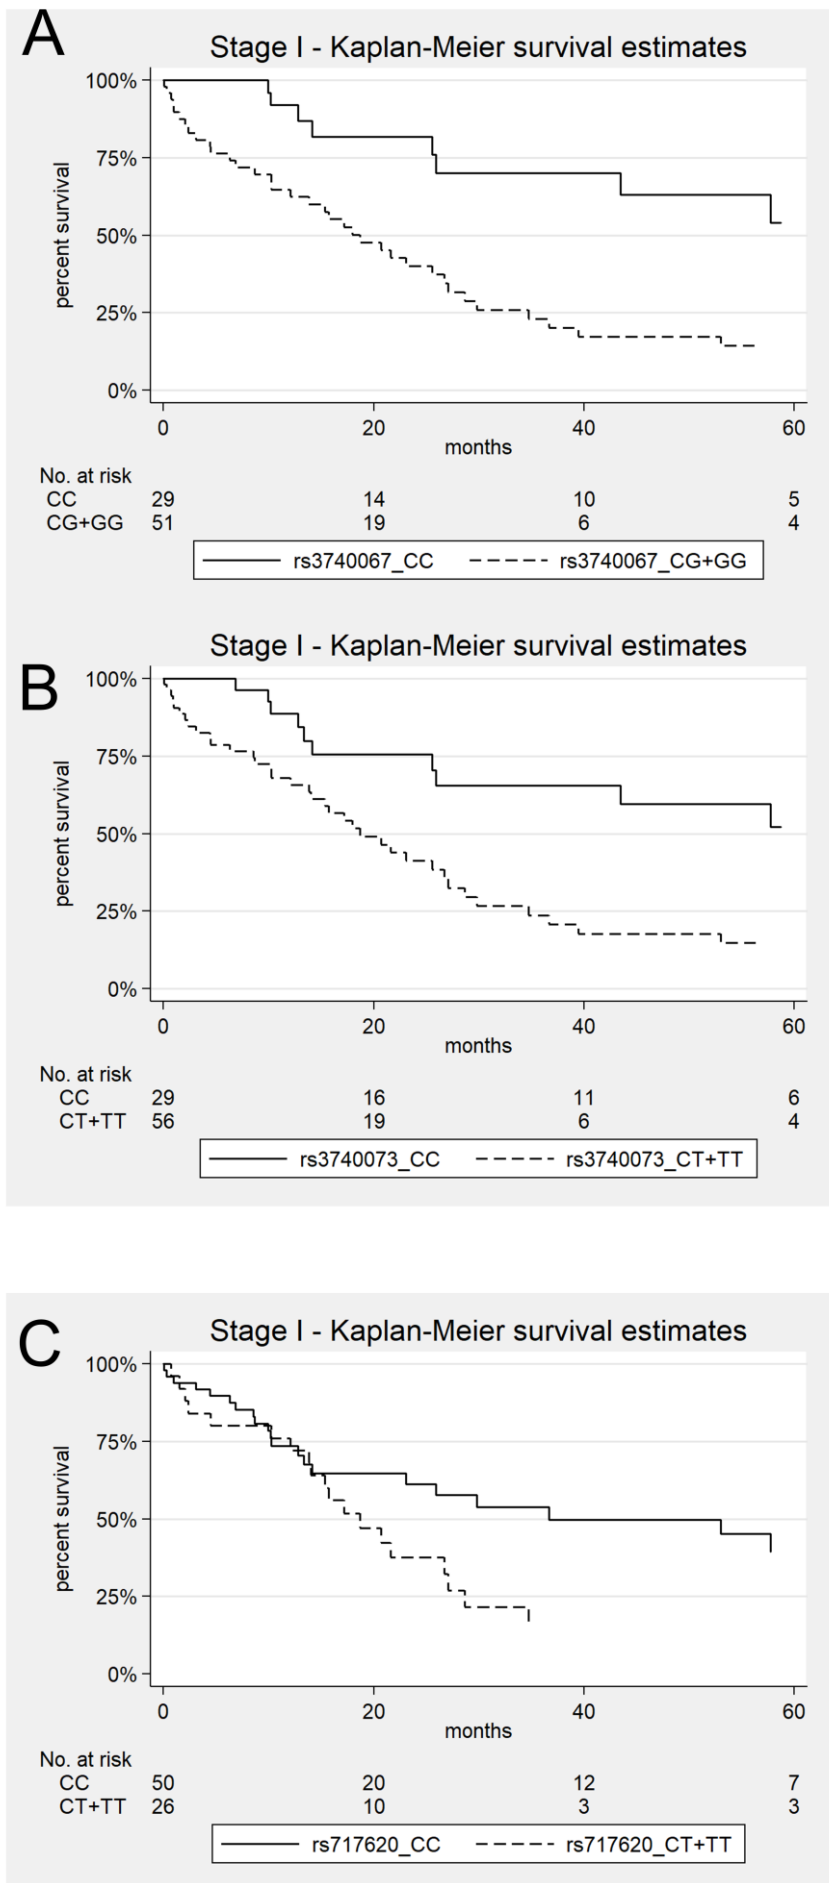 A
Stage I - Kaplan-Meier survival estimates
100%
75%
50%
25%
0%
percent survival
0 20 40 60
months
No. at risk
CC 29 14 10 5
CG+GG 51 19 6 4
rs3740067_CC rs3740067_CG+GG
B
Stage I - Kaplan-Meier survival estimates
100%
75%
50%
25%
0%
percent survival
0 20 40 60
months
No. at risk
CC 29 16 11 6
CT+TT 56 19 6 4
rs3740073_CC rs3740073_CT+TT
C
Stage I - Kaplan-Meier survival estimates
100%
75%
50%
25%
0%
percent survival
0 20 40 60
months
No. at risk
CC 50 20 12 7
CT+TT 26 10 3 3
rs717620_CC rs717620_CT+TT